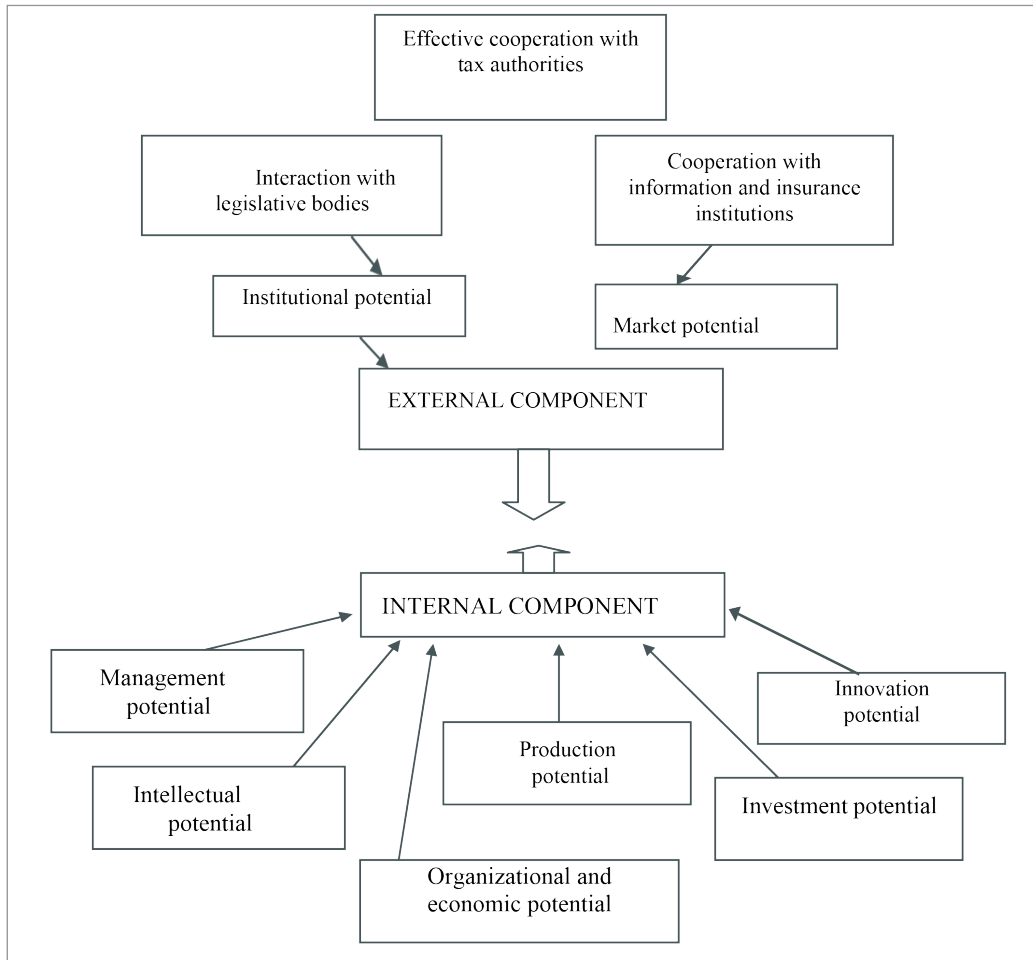 Effective cooperation with
tax authorities
Interaction with
legislative bodies
Cooperation with
information and insurance
institutions
Institutional potential
Market potential
EXTERNAL COMPONENT
INTERNAL COMPONENT
Management
potential
Innovation
potential
Production
potential
Intellectual
potential
Investment potential
Organizational and
economic potential